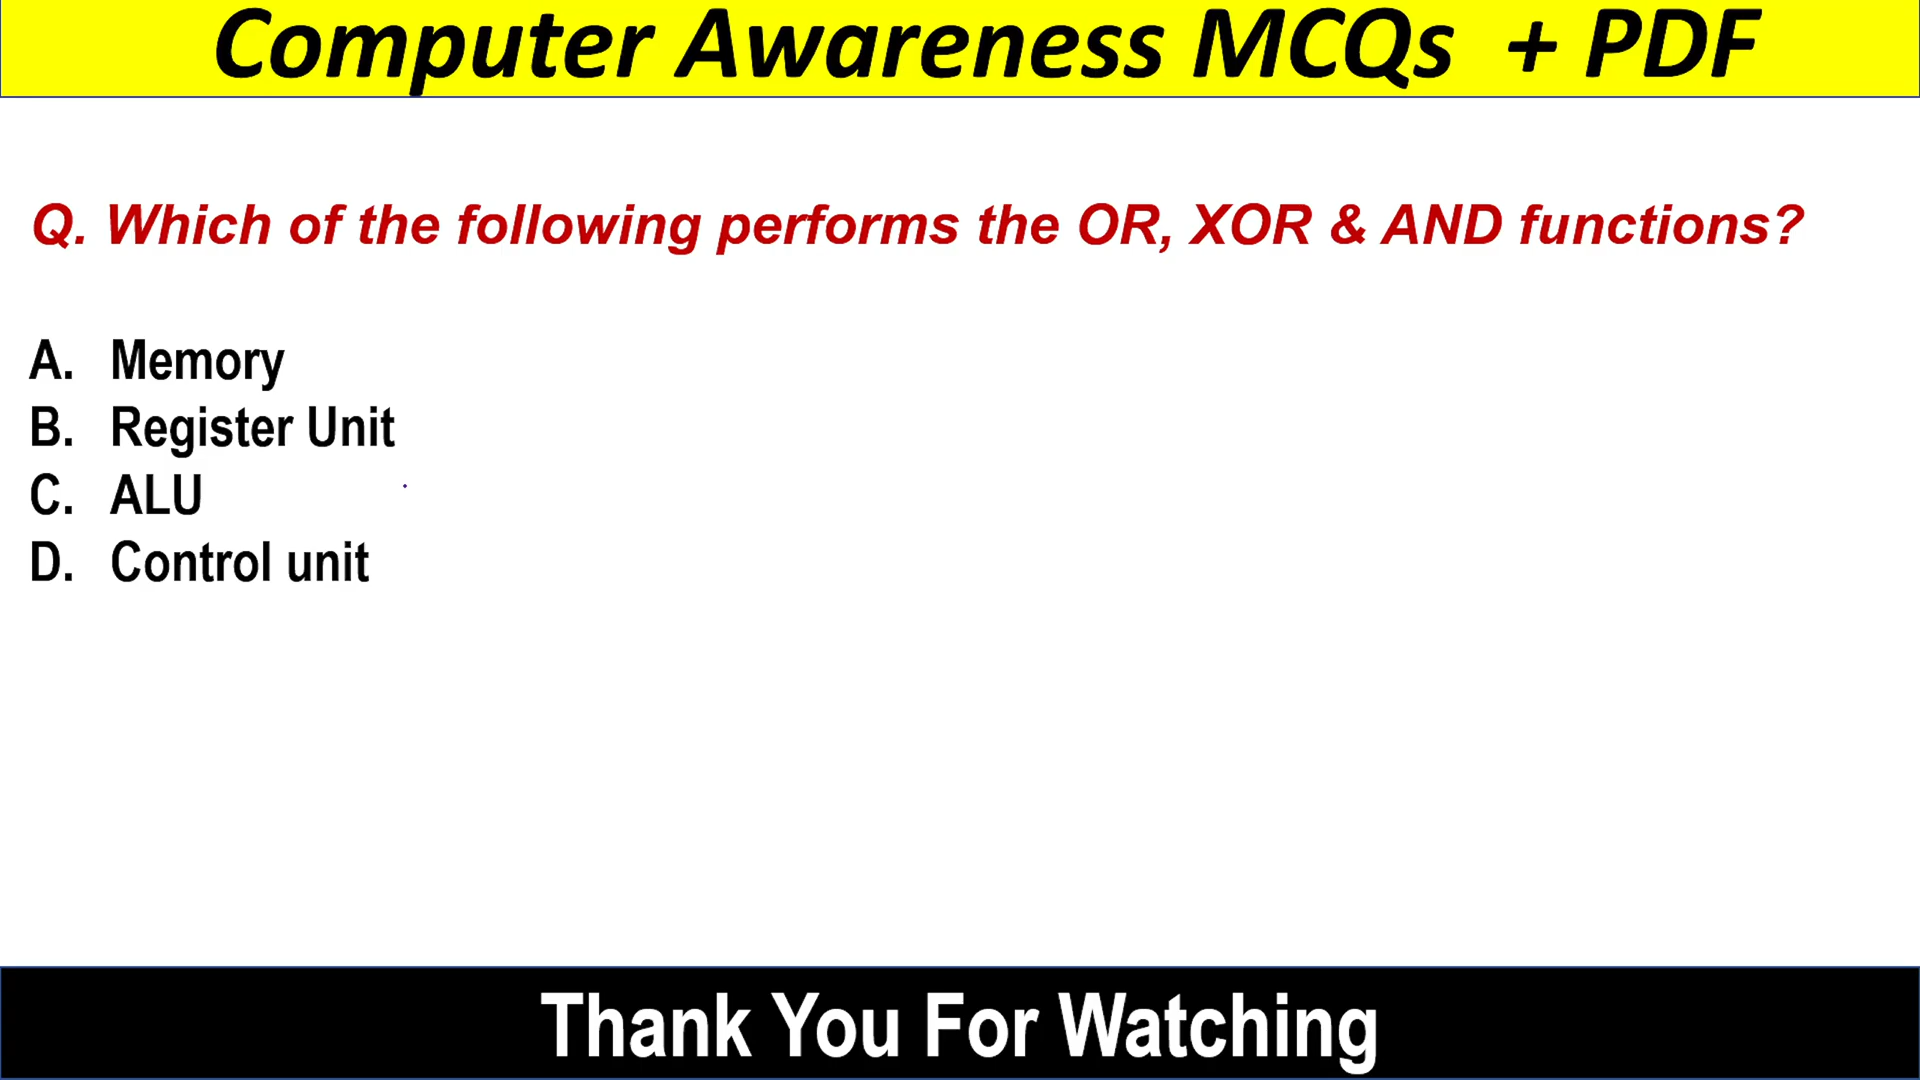 Computer Awareness MCQs + PDF
Q. Which of the following performs the OR, XOR & AND functions?
A. Memory
B. Register Unit
C. ALU
D. Control unit
Thank You For Watching